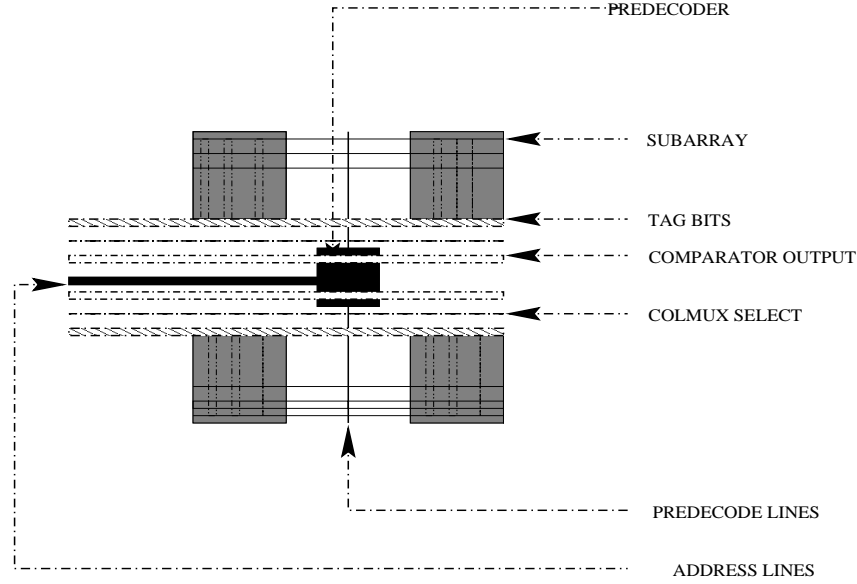 PREDECODER
SUBARRAY
TAG BITS
COMPARATOR OUTPUT
COLMUX SELECT
PREDECODE LINES
ADDRESS LINES